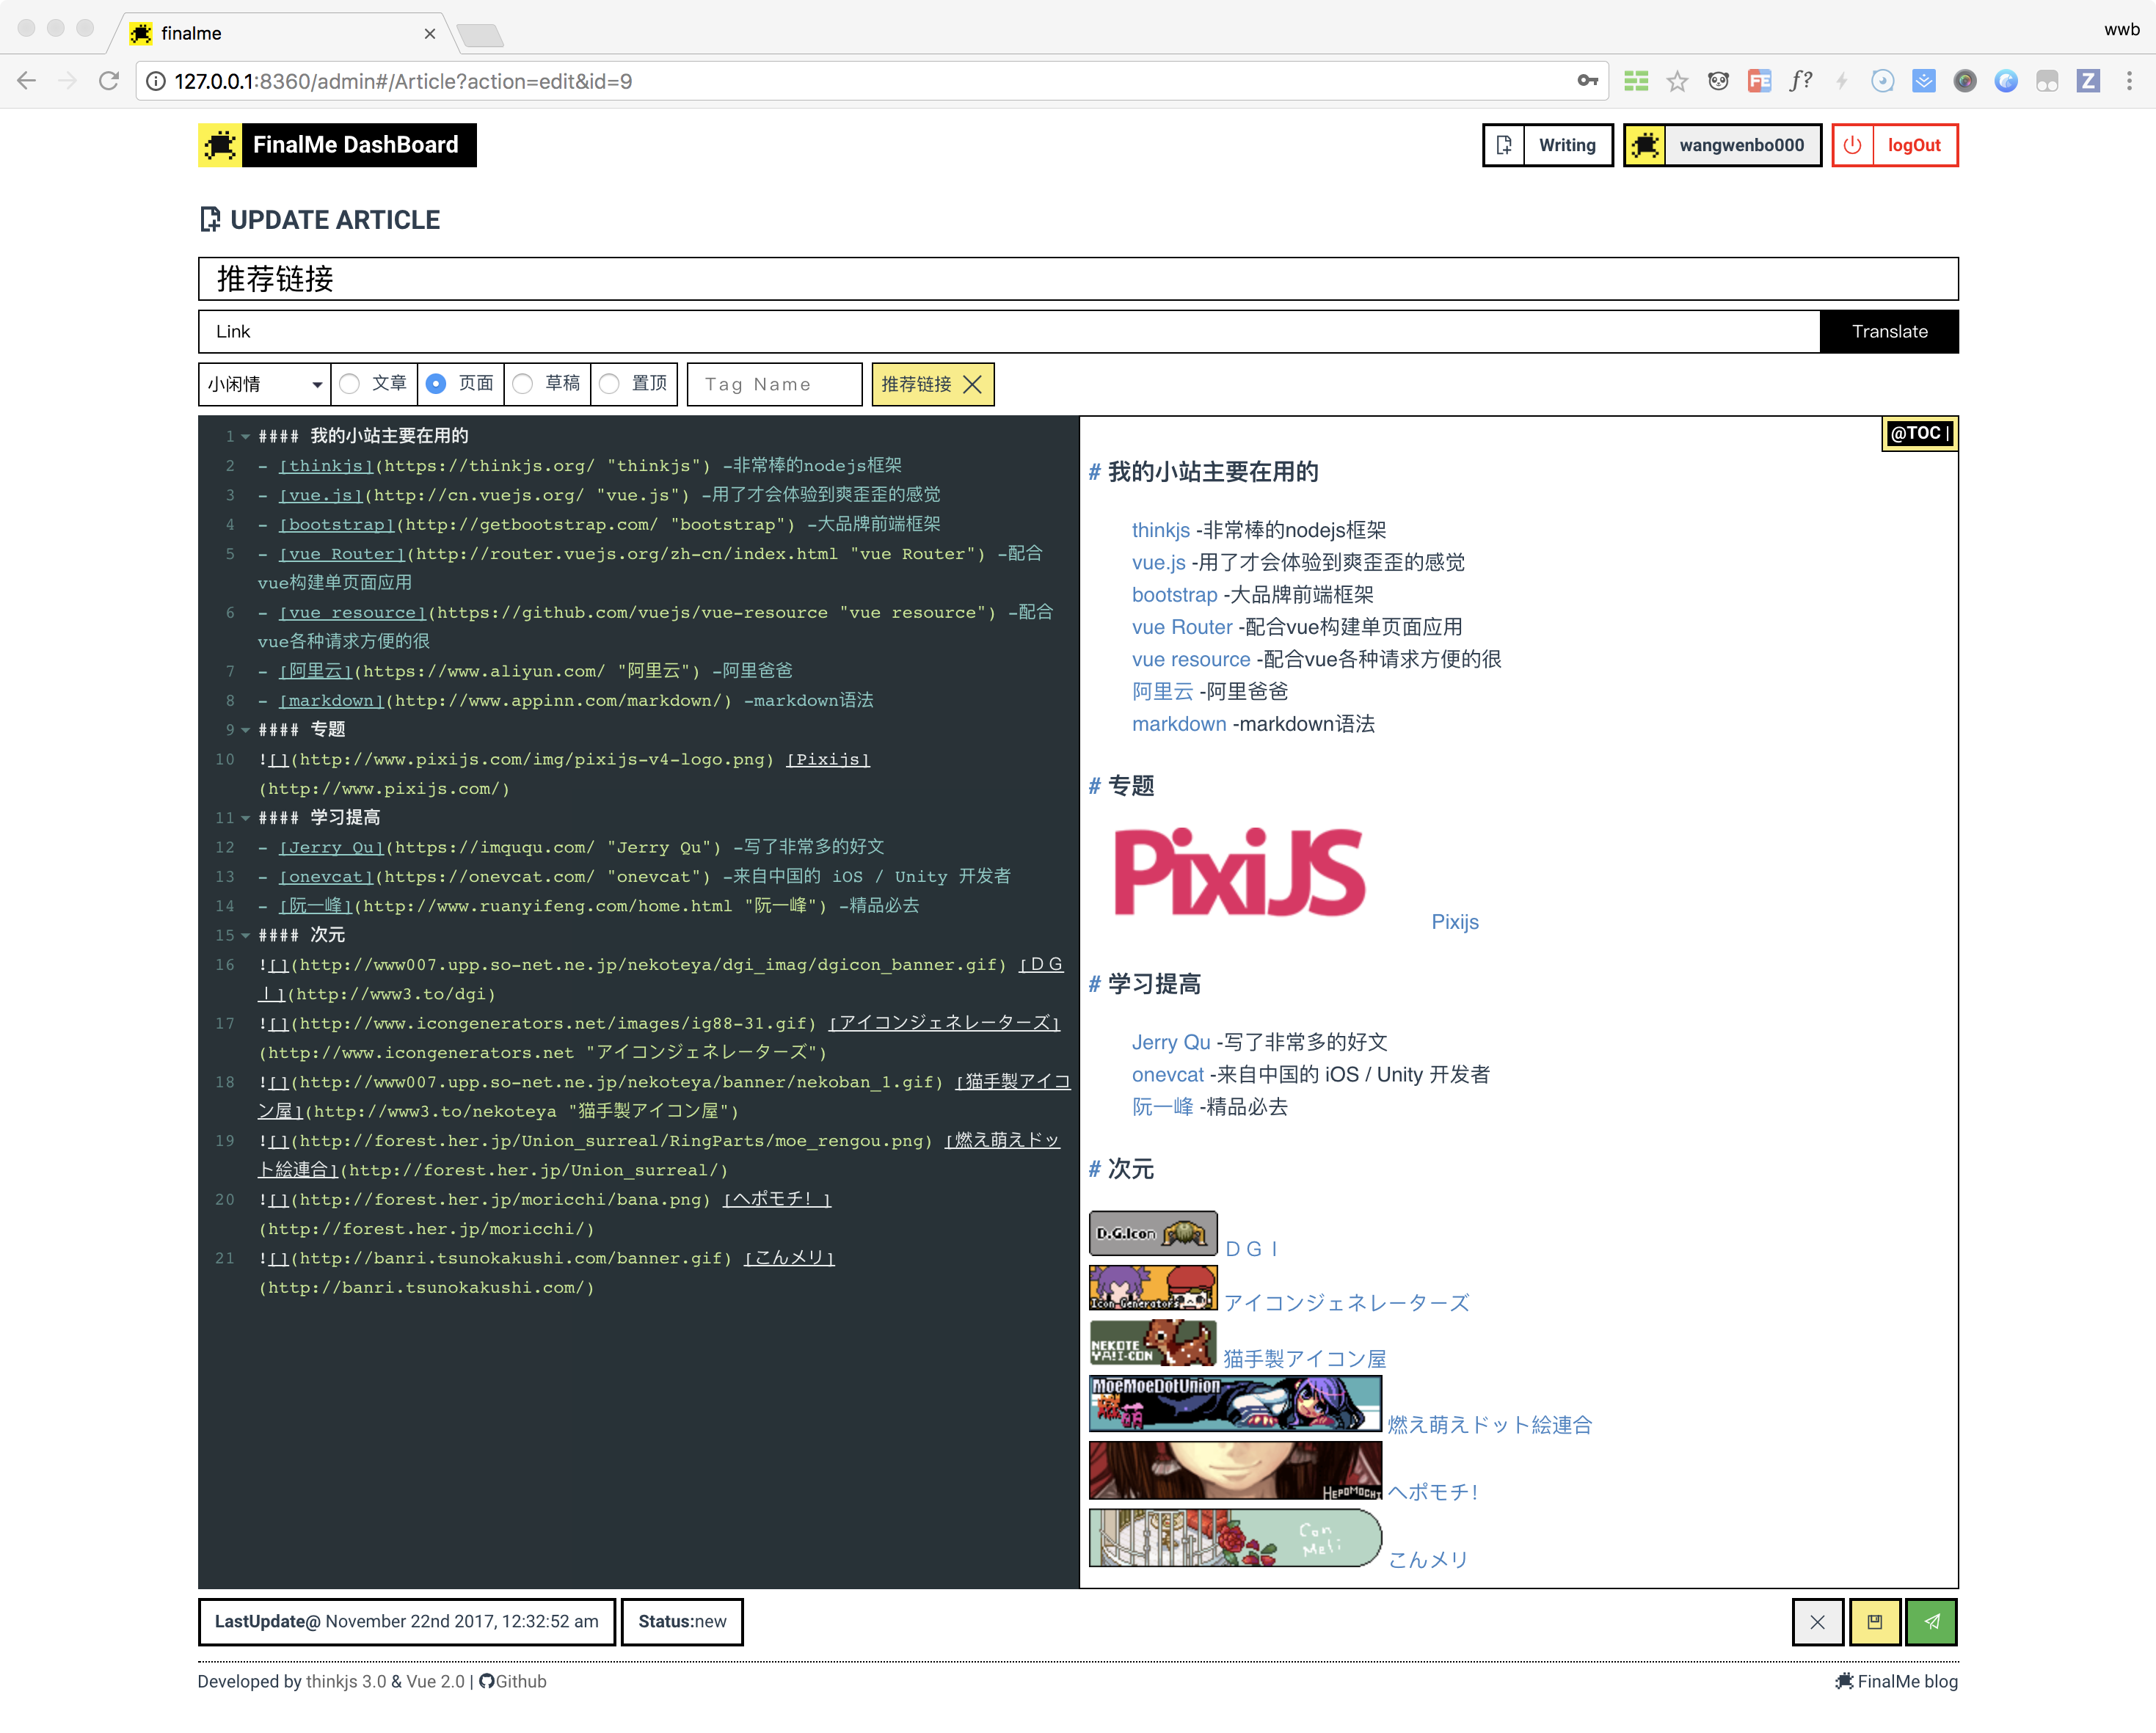 finalme
wwb
127.0.0.1:8360/admin#/Article?action=edit&id=9
FE
f?
Z
FinalMe DashBoard
Writing
wangwenbo000
logOut
UPDATE ARTICLE
推荐链接
Link
Translate
小闲情
文章
页面
草稿
置顶
Tag Name
推荐链接
1 #### 我的小站主要在用的
2 - [thinkjs](https://thinkjs.org/ "thinkjs") -非常棒的nodejs框架
3 - [vue.js](http://cn.vuejs.org/ "vue.js") -用了才会体验到爽歪歪的感觉
4 - [bootstrap](http://getbootstrap.com/ "bootstrap") -大品牌前端框架
5 - [vue Router](http://router.vuejs.org/zh-cn/index.html "vue Router") -配合
vue构建单页面应用
6 - [vue resource](https://github.com/vuejs/vue-resource "vue resource") -配合
vue各种请求方便的很
7 - [阿里云](https://www.aliyun.com/ "阿里云") -阿里爸爸
8 - [markdown](http://www.appinn.com/markdown/) -markdown语法
9 #### 专题
10 ![](http://www.pixijs.com/img/pixijs-v4-logo.png) [Pixijs]
(http://www.pixijs.com/)
11 #### 学习提高
12 - [Jerry Qu](https://imququ.com/ "Jerry Qu") -写了非常多的好文
13 - [onevcat](https://onevcat.com/ "onevcat") -来自中国的 iOS / Unity 开发者
14 - [阮一峰](http://www.ruanyifeng.com/home.html "阮一峰") -精品必去
15 #### 次元
16 ![](http://www007.upp.so-net.ne.jp/nekoteya/dgi_imag/dgicon_banner.gif) [ＤＧ
Ｉ](http://www3.to/dgi)
17 ![](http://www.icongenerators.net/images/ig88-31.gif) [アイコンジェネレーターズ]
(http://www.icongenerators.net "アイコンジェネレーターズ")
18 ![](http://www007.upp.so-net.ne.jp/nekoteya/banner/nekoban_1.gif) [猫手製アイコ
ン屋](http://www3.to/nekoteya "猫手製アイコン屋")
19 ![](http://forest.her.jp/Union_surreal/RingParts/moe_rengou.png) [燃え萌えドッ
ト絵連合](http://forest.her.jp/Union_surreal/)
20 ![](http://forest.her.jp/moricchi/bana.png) [へポモチ！]
(http://forest.her.jp/moricchi/)
21 ![](http://banri.tsunokakushi.com/banner.gif) [こんメリ]
(http://banri.tsunokakushi.com/)
@TOC |
# 我的小站主要在用的
thinkjs -非常棒的nodejs框架
vue.js -用了才会体验到爽歪歪的感觉
bootstrap -大品牌前端框架
vue Router -配合vue构建单页面应用
vue resource -配合vue各种请求方便的很
阿里云 -阿里爸爸
markdown -markdown语法
# 专题
PixiJS
Pixijs
# 学习提高
Jerry Qu -写了非常多的好文
onevcat -来自中国的 iOS / Unity 开发者
阮一峰 -精品必去
# 次元
D.G.Icon
ＤＧＩ
Icon Generators
アイコンジェネレーターズ
NEKOTE
YA!I-CON
猫手製アイコン屋
MoeMoeDotUnion
燃萌
燃え萌えドット絵連合
HEPOMOCHI
へポモチ！
Con
Meli
こんメリ
LastUpdate@ November 22nd 2017, 12:32:52 am
Status:new
Developed by thinkjs 3.0 & Vue 2.0 | Github
FinalMe blog